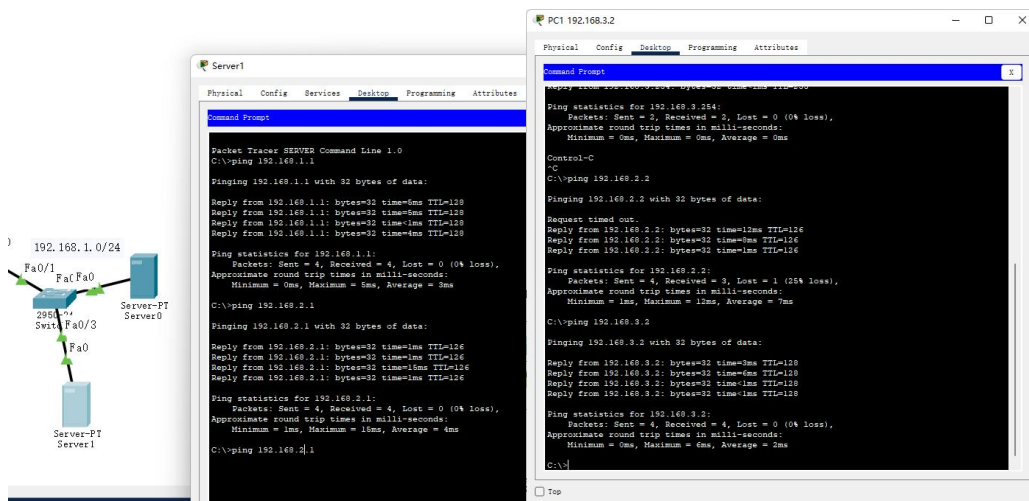 192.168.1.0/24
Fa0/1
Fa0
Server-PT
Server0
Fa0/3
Fa0
Server-PT
Server1
Server1
Physical Config Services Desktop Programming Attributes
Command Prompt
Packet Tracer SERVER Command Line 1.0
C:\>ping 192.168.1.1
Pinging 192.168.1.1 with 32 bytes of data:
Reply from 192.168.1.1: bytes=32 time=5ms TTL=128
Reply from 192.168.1.1: bytes=32 time=5ms TTL=128
Reply from 192.168.1.1: bytes=32 time<1ms TTL=128
Reply from 192.168.1.1: bytes=32 time=4ms TTL=128
Ping statistics for 192.168.1.1:
Packets: Sent = 4, Received = 4, Lost = 0 (0% loss),
Approximate round trip times in milli-seconds:
Minimum = 0ms, Maximum = 5ms, Average = 3ms
C:\>ping 192.168.2.1
Pinging 192.168.2.1 with 32 bytes of data:
Reply from 192.168.2.1: bytes=32 time=1ms TTL=126
Reply from 192.168.2.1: bytes=32 time=1ms TTL=126
Reply from 192.168.2.1: bytes=32 time=15ms TTL=126
Reply from 192.168.2.1: bytes=32 time=1ms TTL=126
Ping statistics for 192.168.2.1:
Packets: Sent = 4, Received = 4, Lost = 0 (0% loss),
Approximate round trip times in milli-seconds:
Minimum = 1ms, Maximum = 15ms, Average = 4ms
C:\>ping 192.168.2.1
PC1 192.168.3.2
Physical Config Desktop Programming Attributes
Command Prompt X
Ping statistics for 192.168.3.254:
Packets: Sent = 2, Received = 2, Lost = 0 (0% loss),
Approximate round trip times in milli-seconds:
Minimum = 0ms, Maximum = 0ms, Average = 0ms
Control-C
^C
C:\>ping 192.168.2.2
Pinging 192.168.2.2 with 32 bytes of data:
Request timed out.
Reply from 192.168.2.2: bytes=32 time=12ms TTL=126
Reply from 192.168.2.2: bytes=32 time=8ms TTL=126
Reply from 192.168.2.2: bytes=32 time=1ms TTL=126
Ping statistics for 192.168.2.2:
Packets: Sent = 4, Received = 3, Lost = 1 (25% loss),
Approximate round trip times in milli-seconds:
Minimum = 1ms, Maximum = 12ms, Average = 7ms
C:\>ping 192.168.3.2
Pinging 192.168.3.2 with 32 bytes of data:
Reply from 192.168.3.2: bytes=32 time=3ms TTL=128
Reply from 192.168.3.2: bytes=32 time=6ms TTL=128
Reply from 192.168.3.2: bytes=32 time<1ms TTL=128
Reply from 192.168.3.2: bytes=32 time<1ms TTL=128
Ping statistics for 192.168.3.2:
Packets: Sent = 4, Received = 4, Lost = 0 (0% loss),
Approximate round trip times in milli-seconds:
Minimum = 0ms, Maximum = 6ms, Average = 2ms
C:\>
Top